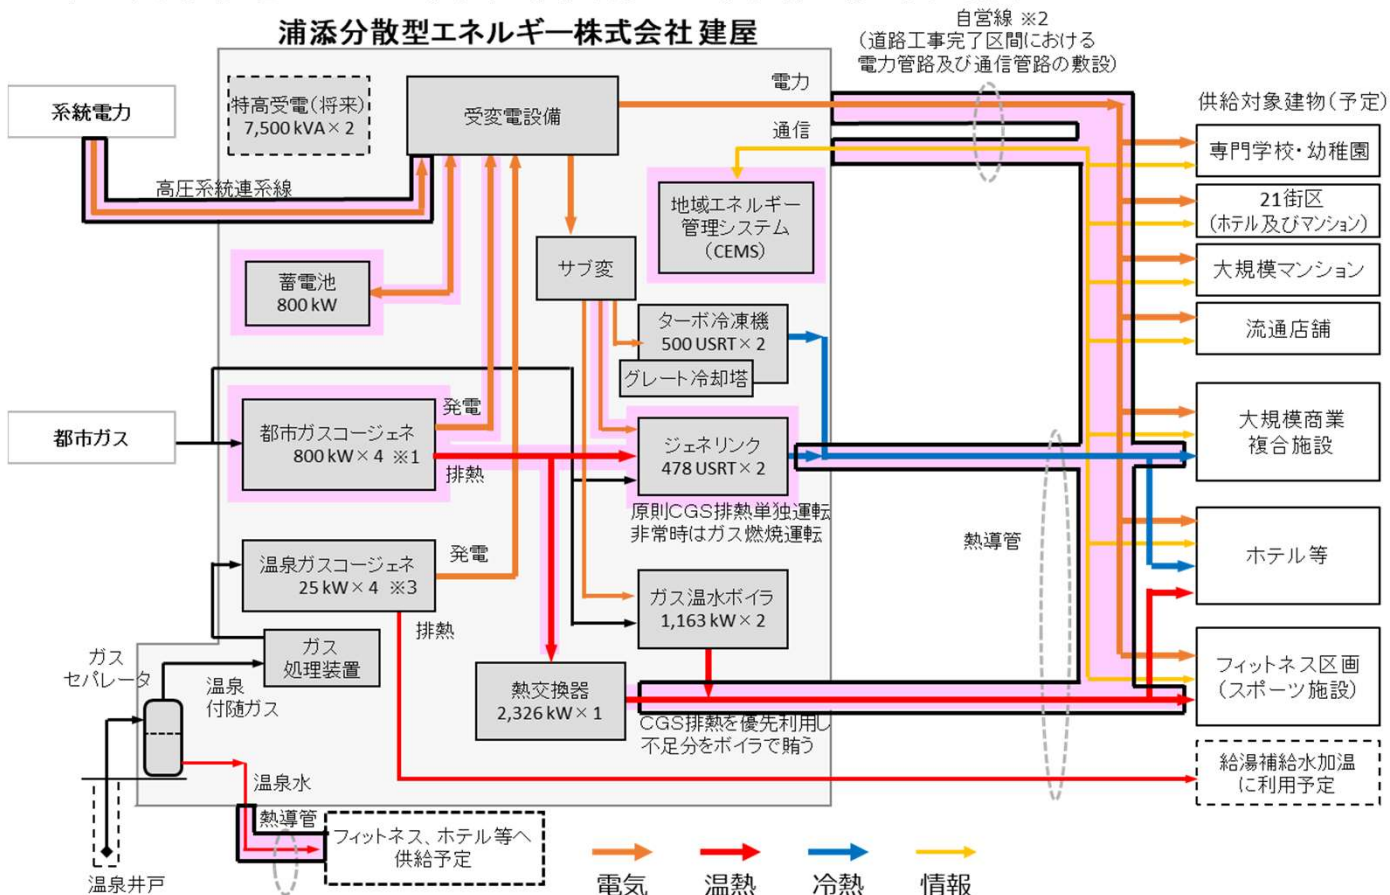 浦添分散型エネルギー株式会社 建屋
自営線 ※2
（道路工事完了区間における
電力管路及び通信管路の敷設）
系統電力
特高受電（将来）
7,500 kVA × 2
受変電設備
電力
通信
供給対象建物（予定）
専門学校・幼稚園
高圧系統連系線
地域エネルギー
管理システム
（CEMS）
21街区
（ホテル及びマンション）
蓄電池
800 kW
サブ変
大規模マンション
ターボ冷凍機
500 USRT × 2
グレート冷却塔
流通店舗
都市ガス
都市ガスコージェネ
800 kW × 4 ※1
発電
排熱
ジェネリンク
478 USRT × 2
大規模商業
複合施設
原則CGS排熱単独運転
非常時はガス燃焼運転
熱導管
温泉ガスコージェネ
25 kW × 4 ※3
発電
排熱
ガス温水ボイラ
1,163 kW × 2
ホテル等
ガス
処理装置
ガス
セパレータ
温泉
付随ガス
熱交換器
2,326 kW × 1
CGS排熱を優先利用し
不足分をボイラで賄う
フィットネス区画
（スポーツ施設）
温泉水
給湯補給水加温
に利用予定
熱導管
フィットネス、ホテル等へ
供給予定
温泉井戸
電気
温熱
冷熱
情報